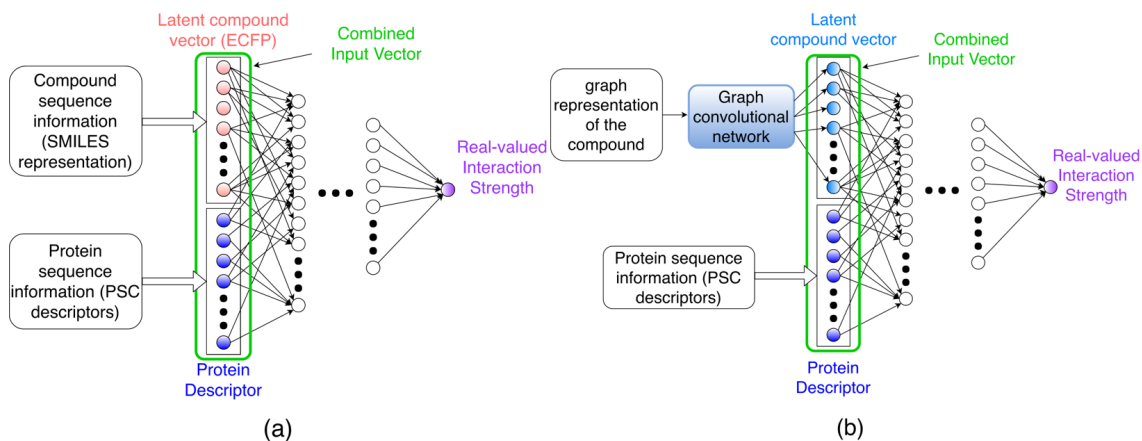 Latent compound
vector (ECFP)
Combined
Input Vector
Compound
sequence
information
(SMILES
representation)
Real-valued
Interaction
Strength
Protein
sequence
information (PSC
descriptors)
Protein
Descriptor
(a)
Latent
compound vector
Combined
Input Vector
graph
representation
of the
compound
Graph
convolutional
network
Real-valued
Interaction
Strength
Protein sequence
information (PSC
descriptors)
Protein
Descriptor
(b)